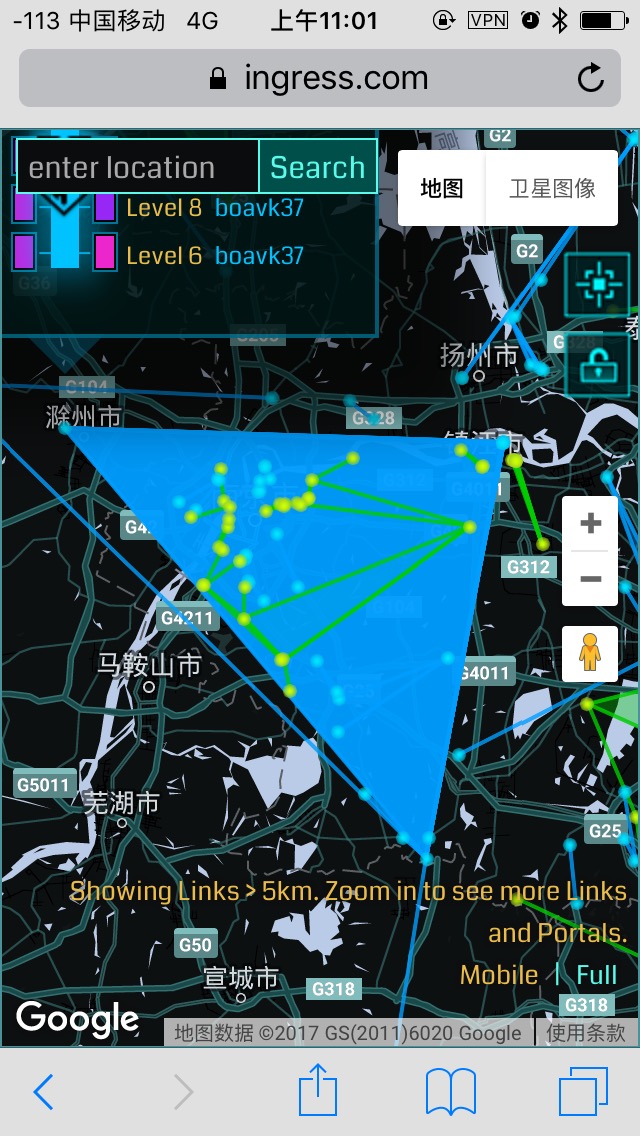 -113 中国移动 4G 上午11:01 VPN
ingress.com
G2
enter location Search
地图 卫星图像
Level 8 boavk37
G2
Level 6 boavk37
G36
G205
G328
扬州市
G104
滁州市
G328
镇江市
G312
G4011
G312
G4211
G104
马鞍山市
G4011
G5011
芜湖市
G25
Showing Links > 5km. Zoom in to see more Links
and Portals.
G50
宣城市
Mobile | Full
G318
G318
Google
地图数据 ©2017 GS(2011)6020 Google 使用条款